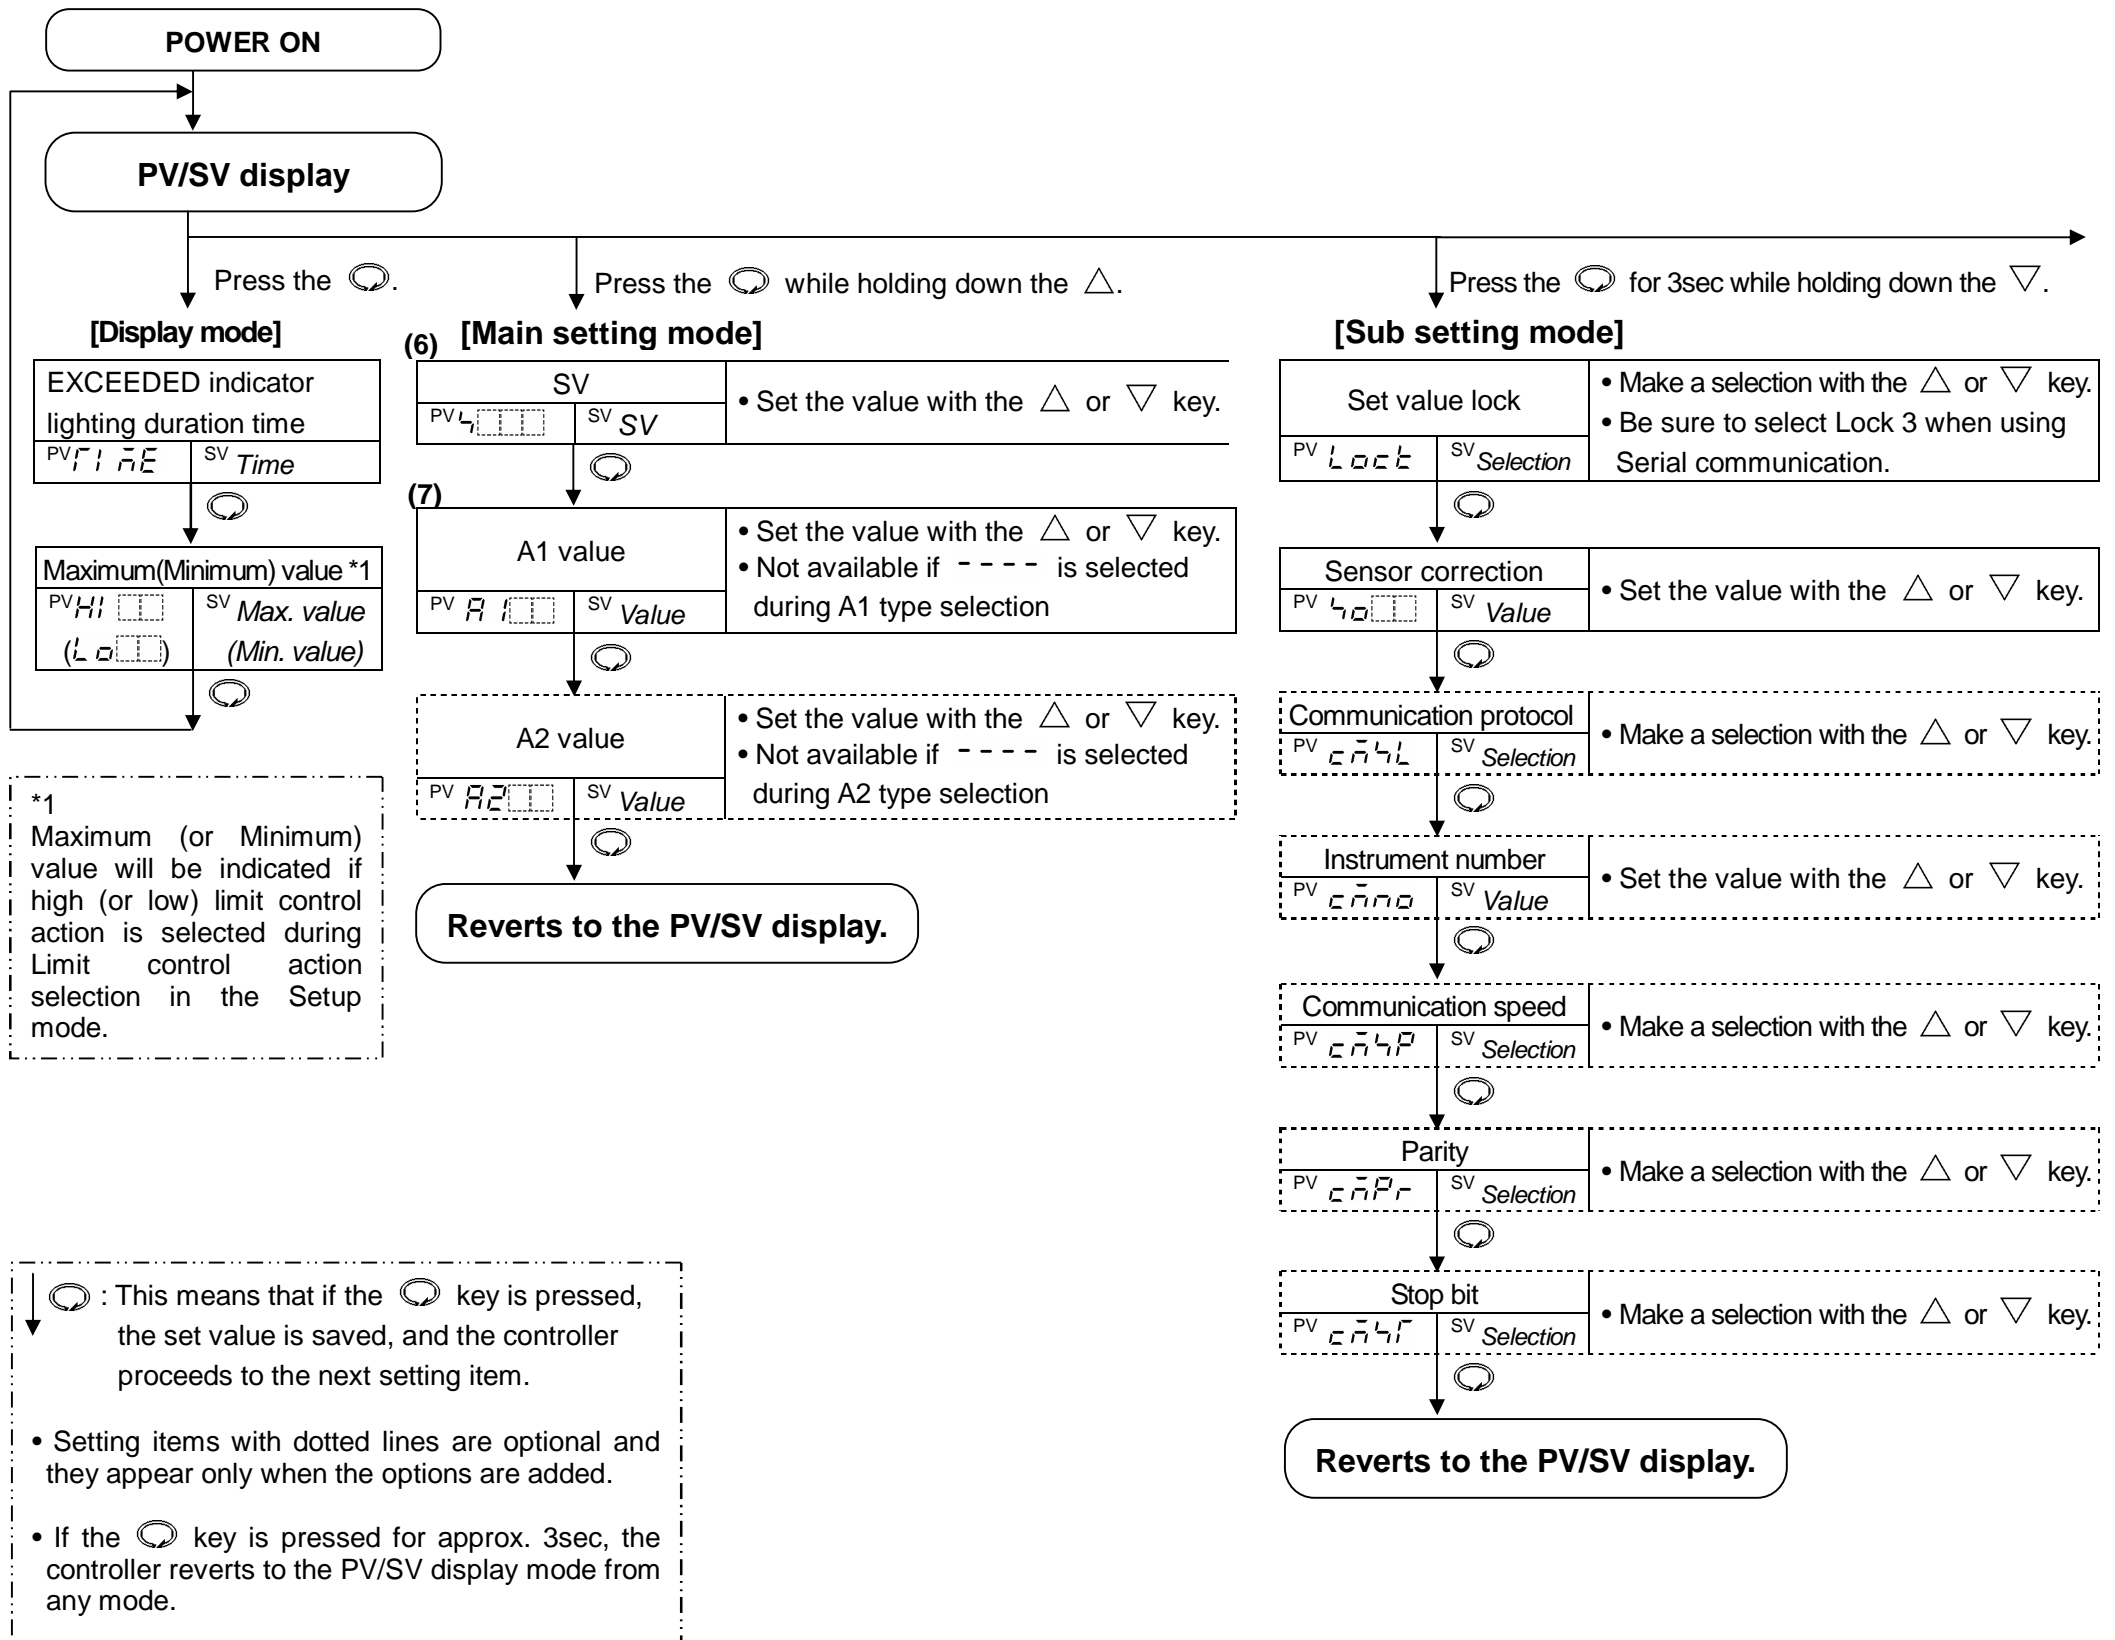 POWER ON
PV/SV display
Press the .
[Display mode]
EXCEEDED indicator
lighting duration time
PV TIME SV Time
Maximum(Minimum) value *1
PV HI SV Max. value
(Lo) (Min. value)
*1
Maximum (or Minimum)
value will be indicated if
high (or low) limit control
action is selected during
Limit control action
selection in the Setup
mode.
Press the while holding down the △.
[Main setting mode]
(6)
SV
PV S SV SV
• Set the value with the △ or ▽ key.
(7)
A1 value
PV A1 SV Value
• Set the value with the △ or ▽ key.
• Not available if ---- is selected
during A1 type selection
A2 value
PV A2 SV Value
• Set the value with the △ or ▽ key.
• Not available if ---- is selected
during A2 type selection
Reverts to the PV/SV display.
Press the for 3sec while holding down the ▽.
[Sub setting mode]
Set value lock
PV Lock SV Selection
• Make a selection with the △ or ▽ key.
• Be sure to select Lock 3 when using
Serial communication.
Sensor correction
PV so SV Value
• Set the value with the △ or ▽ key.
Communication protocol
PV cmsL SV Selection
• Make a selection with the △ or ▽ key.
Instrument number
PV cmno SV Value
• Set the value with the △ or ▽ key.
Communication speed
PV cmsP SV Selection
• Make a selection with the △ or ▽ key.
Parity
PV cmPr SV Selection
• Make a selection with the △ or ▽ key.
Stop bit
PV cmsT SV Selection
• Make a selection with the △ or ▽ key.
Reverts to the PV/SV display.
: This means that if the key is pressed,
the set value is saved, and the controller
proceeds to the next setting item.
• Setting items with dotted lines are optional and
they appear only when the options are added.
• If the key is pressed for approx. 3sec, the
controller reverts to the PV/SV display mode from
any mode.